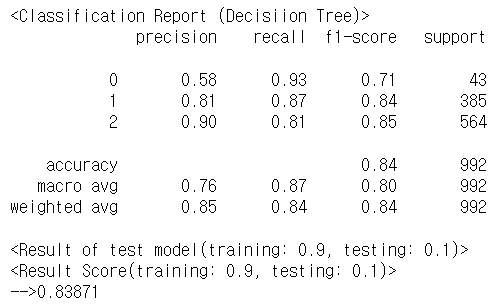 <Classification Report (Decisiion Tree)>
precision recall f1-score support
0 0.58 0.93 0.71 43
1 0.81 0.87 0.84 385
2 0.90 0.81 0.85 564
accuracy 0.84 992
macro avg 0.76 0.87 0.80 992
weighted avg 0.85 0.84 0.84 992
<Result of test model(training: 0.9, testing: 0.1)>
<Result Score(training: 0.9, testing: 0.1)>
-->0.83871